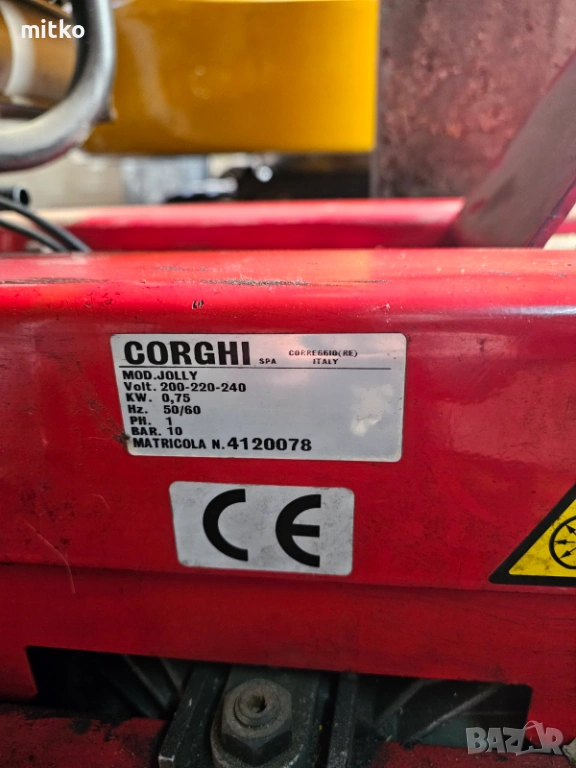 mitko
CORGHI SPA CORREGGIO(RE) ITALY
MOD.JOLLY
Volt. 200-220-240
KW. 0,75
Hz. 50/60
PH. 1
BAR. 10
MATRICOLA N.4120078
CE
BAZAR